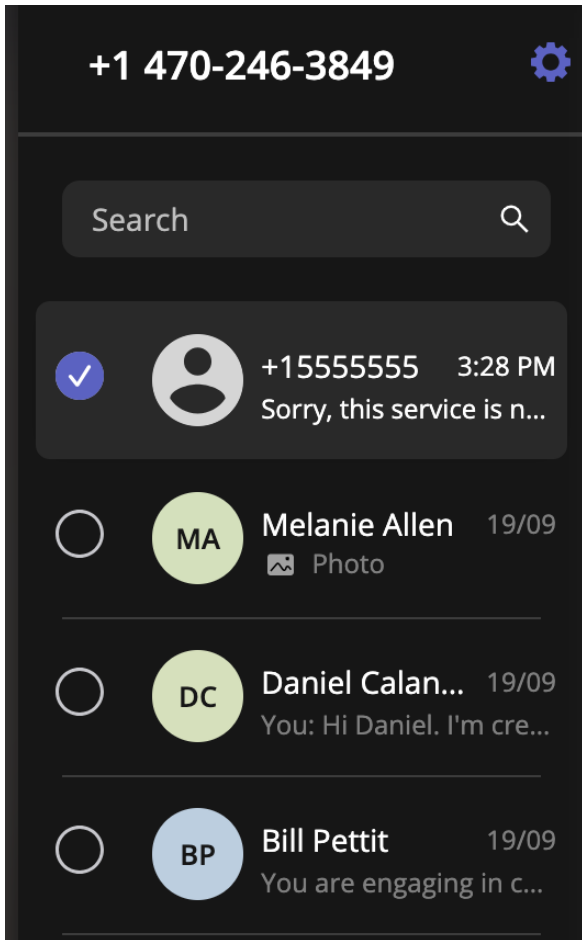 +1 470-246-3849
Search
+15555555 3:28 PM
Sorry, this service is n...
MA Melanie Allen 19/09
Photo
DC Daniel Calan... 19/09
You: Hi Daniel. I'm cre...
BP Bill Pettit 19/09
You are engaging in c...